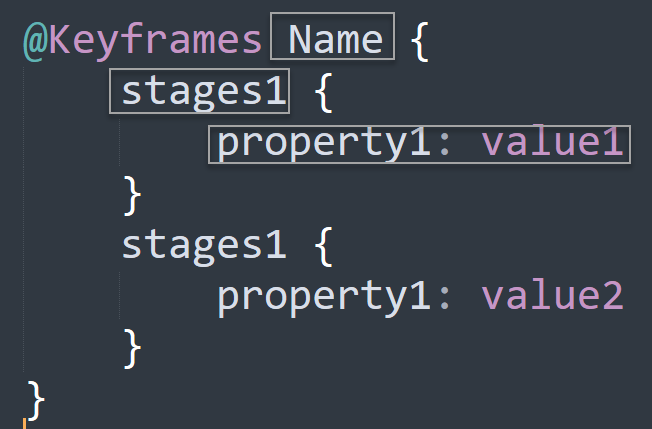 @Keyframes Name {
stages1 {
property1: value1
}
stages1 {
property1: value2
}
}